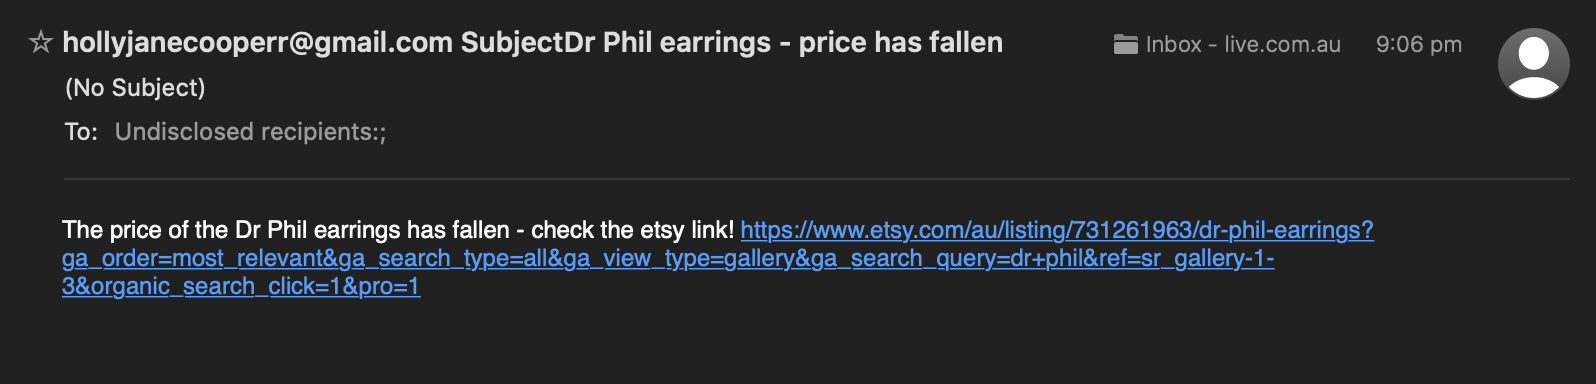 hollyjanecooperr@gmail.com SubjectDr Phil earrings - price has fallen
Inbox - live.com.au
9:06 pm
(No Subject)
To: Undisclosed recipients:;
The price of the Dr Phil earrings has fallen - check the etsy link! https://www.etsy.com/au/listing/731261963/dr-phil-earrings?
ga_order=most_relevant&ga_search_type=all&ga_view_type=gallery&ga_search_query=dr+phil&ref=sr_gallery-1-
3&organic_search_click=1&pro=1